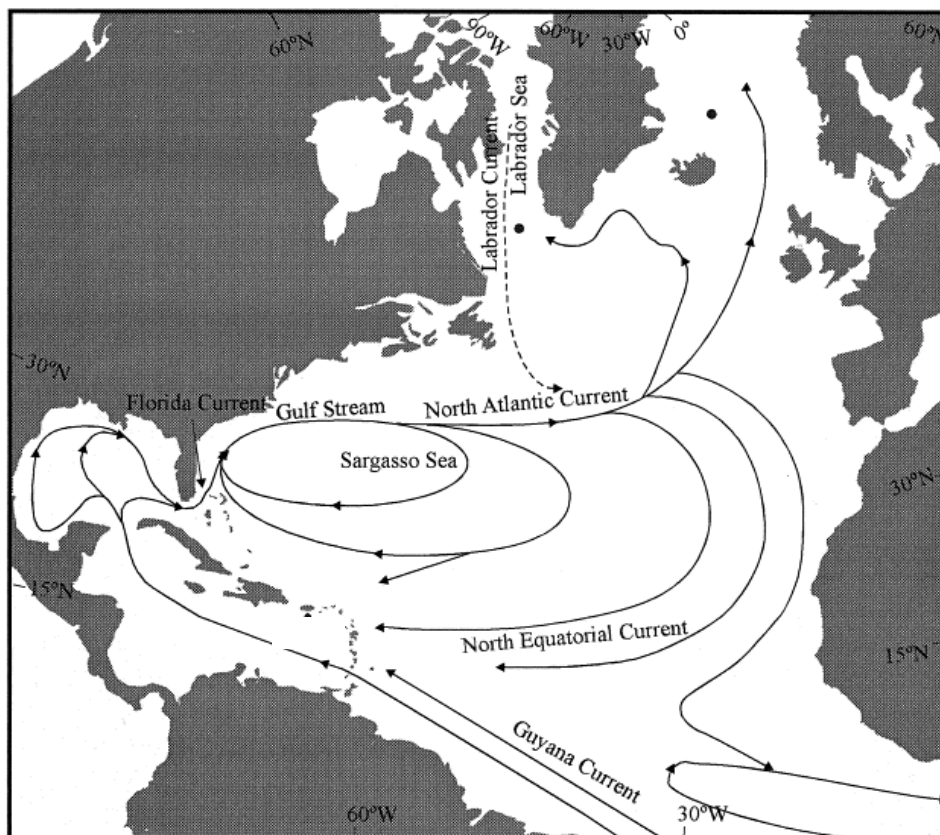 60°N
90°W
60°W
30°W
0°
60°N
Labrador Current
Labrador Sea
30°N
Florida Current
Gulf Stream
North Atlantic Current
Sargasso Sea
30°N
15°N
North Equatorial Current
15°N
Guyana Current
60°W
30°W